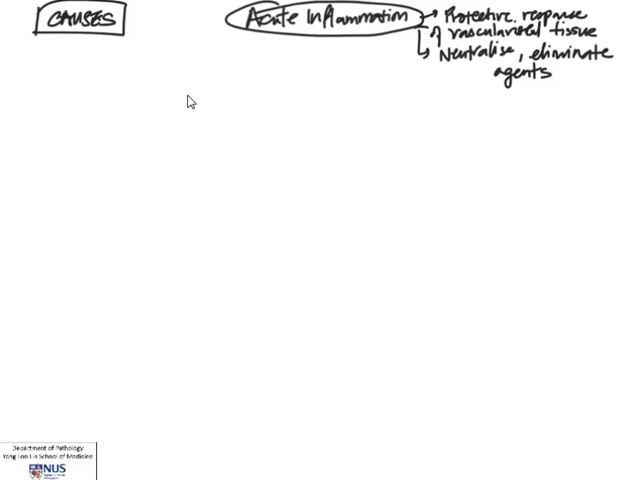 CAUSES
Acute Inflammation
→ Protective response
of vascularised tissue
↳ Neutralise, eliminate
agents
Department of Pathology
Yong Loo Lin School of Medicine
NUS